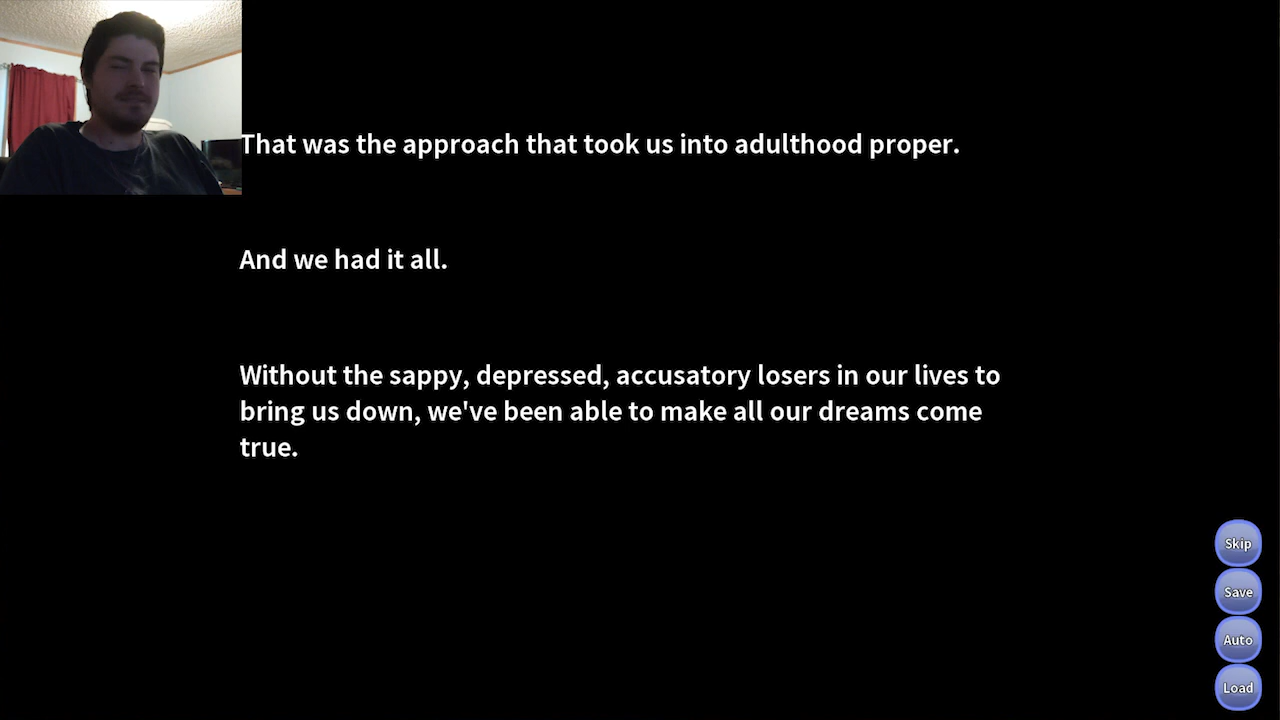 That was the approach that took us into adulthood proper.
And we had it all.
Without the sappy, depressed, accusatory losers in our lives to
bring us down, we've been able to make all our dreams come
true.
Skip
Save
Auto
Load